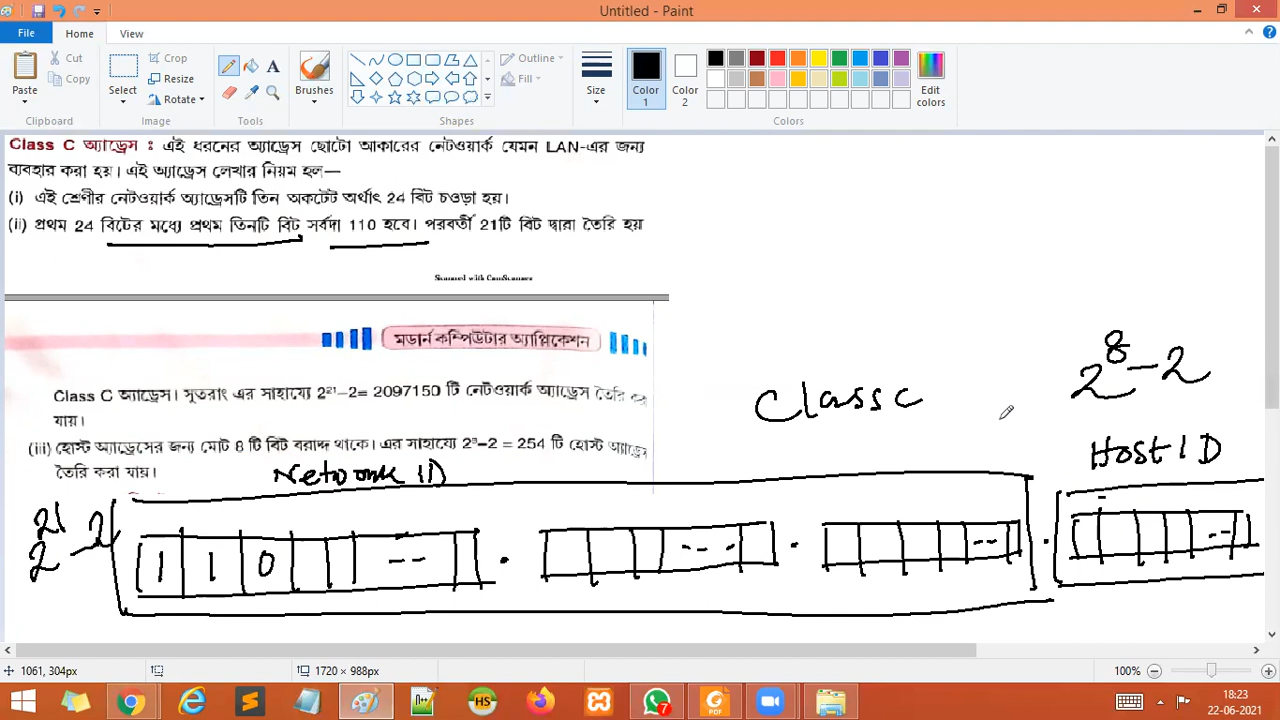 Untitled - Paint
File Home View
Paste Cut Copy Clipboard
Select Crop Resize Rotate Image
Tools
Brushes
Outline Fill Shapes
Size
Color 1
Color 2
Edit colors
Colors
Class C অ্যাড্রেস : এই ধরনের অ্যাড্রেস ছোটো আকারের নেটওয়ার্ক যেমন LAN-এর জন্য
ব্যবহার করা হয়। এই অ্যাড্রেস লেখার নিয়ম হল—
(i) এই শ্রেণীর নেটওয়ার্ক অ্যাড্রেসটি তিন অকটেট অর্থাৎ 24 বিট চওড়া হয়।
(ii) প্রথম 24 বিটের মধ্যে প্রথম তিনটি বিট সর্বদা 110 হবে। পরবর্তী 21টি বিট দ্বারা তৈরি হয়
Scanned with CamScanner
মডার্ন কম্পিউটার অ্যাপ্লিকেশন
Class C অ্যাড্রেস। সুতরাং এর সাহায্যে 2²¹–2= 2097150 টি নেটওয়ার্ক অ্যাড্রেস তৈরি করা
যায়।
(iii) হোস্ট অ্যাড্রেসের জন্য মোট 8 টি বিট বরাদ্দ থাকে। এর সাহায্যে 2⁸–2 = 254 টি হোস্ট অ্যাড্রেস
তৈরি করা যায়।
2⁸-2
Class C
Host ID
Network ID
2²¹-2
1 1 0 -- . --- . -- . --
1061, 304px
1720 × 988px
100%
18:23
22-06-2021